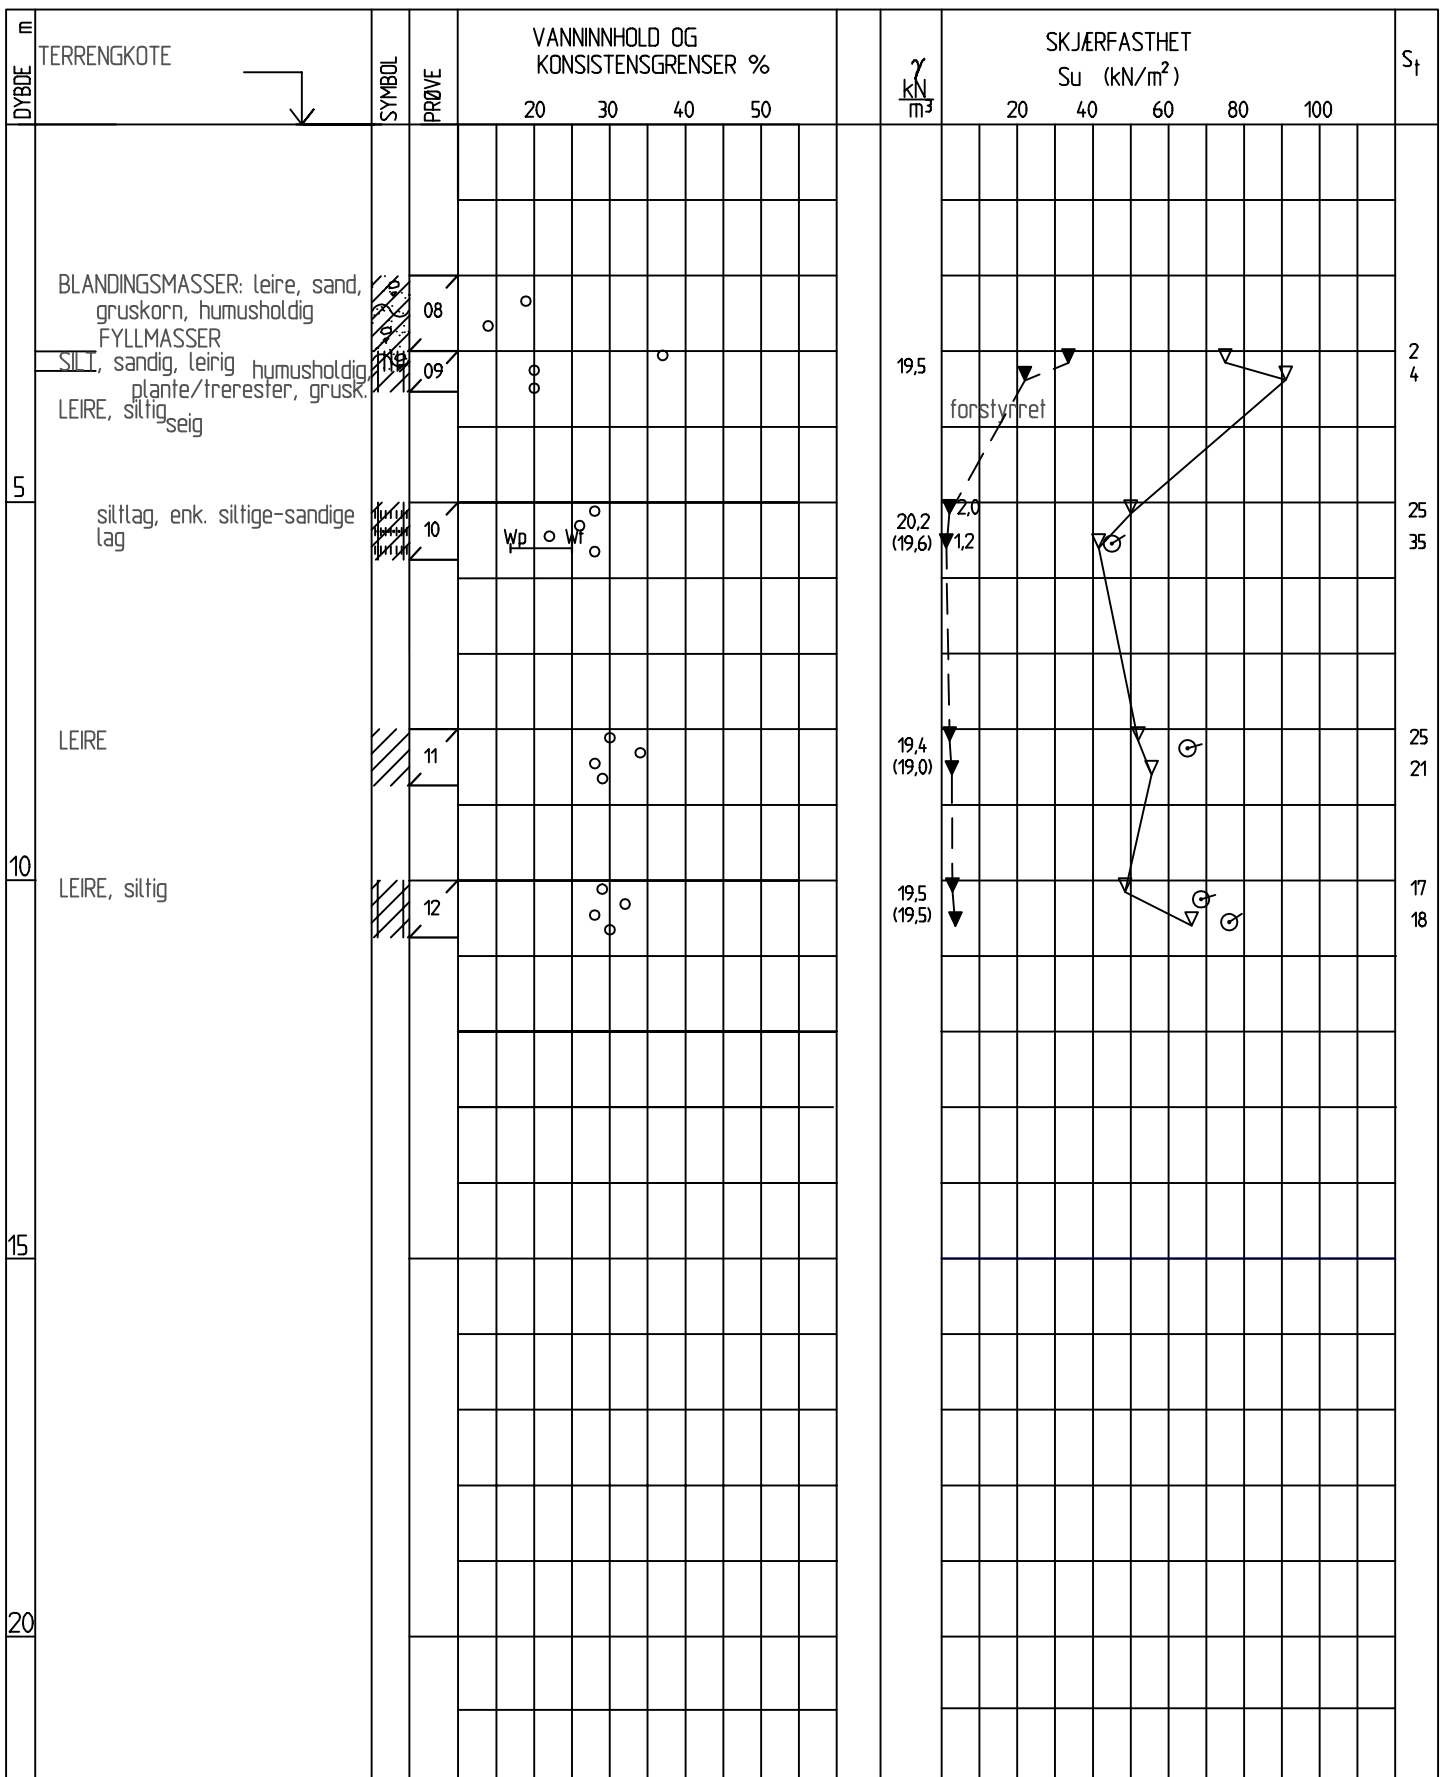 DYBDE m
TERRENGKOTE
SYMBOL
PRØVE
VANNINNHOLD OG
KONSISTENSGRENSER %
20 30 40 50
γ
kN
m³
SKJÆRFASTHET
Su (kN/m²)
20 40 60 80 100
St
BLANDINGSMASSER: leire, sand,
gruskorn, humusholdig
FYLLMASSER
08
SILT, sandig, leirig humusholdig,
plante/trerester, grusk.
09
19,5
2
4
LEIRE, siltig
seig
forstyrret
5
siltlag, enk. siltige-sandige
lag
10
Wp Wf
20,2
(19,6)
2,0
1,2
25
35
LEIRE
11
19,4
(19,0)
25
21
10
LEIRE, siltig
12
19,5
(19,5)
17
18
15
20